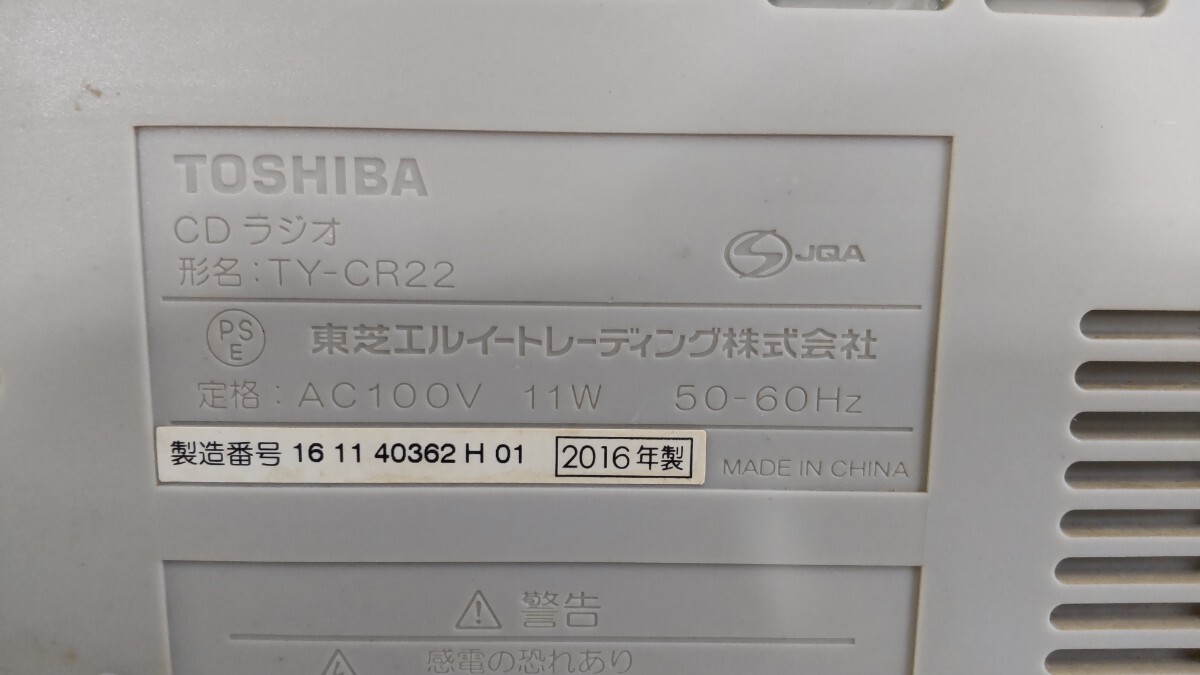 TOSHIBA
CD ラジオ
形名：TY-CR22
JQA
PS
E
東芝エルイートレーディング株式会社
定格：AC100V 11W 50-60Hz
製造番号 16 11 40362 H 01 2016年製
MADE IN CHINA
警告
感電の恐れあり